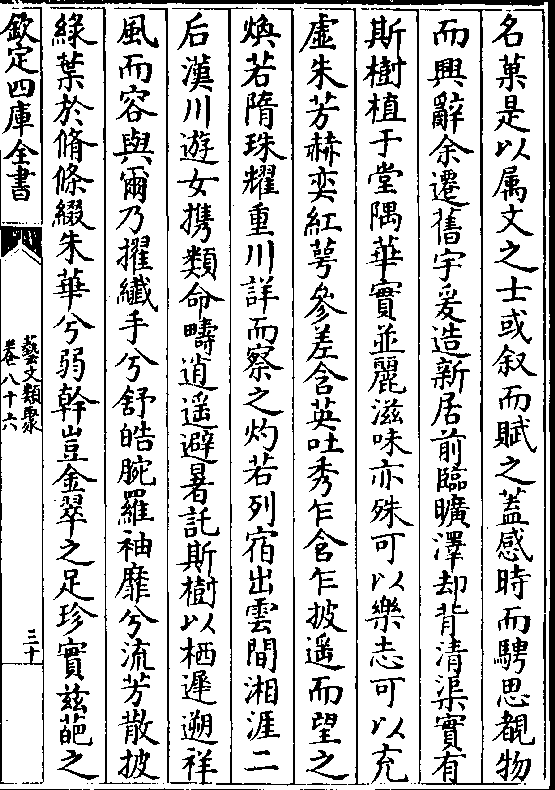 名菓是以属文之士或叙而賦之蓋感時而騁思覩物
而興辭余遷舊宇爰造新居前臨曠澤却背清渠實有
斯樹植于堂隅華實並麗滋味亦殊可以樂志可以充
虚朱芳赫奕紅萼參差含英吐秀乍含乍披遥而望之
煥若隋珠耀重川詳而察之灼若列宿出雲間湘涯二
后漢川遊女携類命疇逍遥避暑託斯樹以栖遲遡祥
風而容與爾乃擢纎手兮舒皓腕羅袖靡兮流芳散披
綠葉於脩條綴朱華兮弱幹豈金翠之足珍實兹葩之
欽定四庫全書
藝文類聚
卷八十六
三十